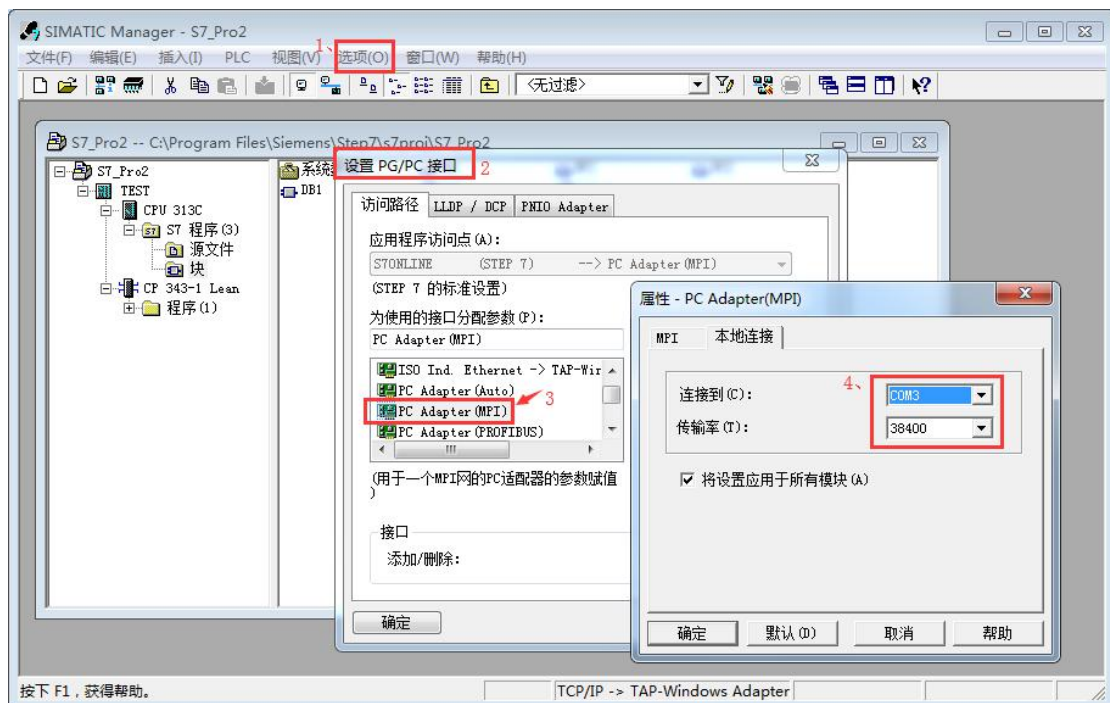 SIMATIC Manager - S7_Pro2
文件(F) 编辑(E) 插入(I) PLC 视图(V) 1、 选项(O) 窗口(W) 帮助(H)
<无过滤>
S7_Pro2 -- C:\Program Files\Siemens\Step7\s7proj\S7_Pro2
S7_Pro2
TEST
CPU 313C
S7 程序(3)
源文件
块
CP 343-1 Lean
程序(1)
DB1
设置 PG/PC 接口 2
访问路径 LLDP / DCP PNIO Adapter
应用程序访问点(A):
S7ONLINE (STEP 7) --> PC Adapter(MPI)
(STEP 7 的标准设置)
为使用的接口分配参数(P):
PC Adapter(MPI)
ISO Ind. Ethernet -> TAP-Wir
PC Adapter(Auto)
PC Adapter(MPI) 3
PC Adapter(PROFIBUS)
(用于一个MPI网的PC适配器的参数赋值
)
接口
添加/删除:
确定
属性 - PC Adapter(MPI)
MPI 本地连接
连接到(C): 4、 COM3
传输率(T): 38400
将设置应用于所有模块(A)
确定 默认(D) 取消 帮助
按下 F1，获得帮助。 TCP/IP -> TAP-Windows Adapter